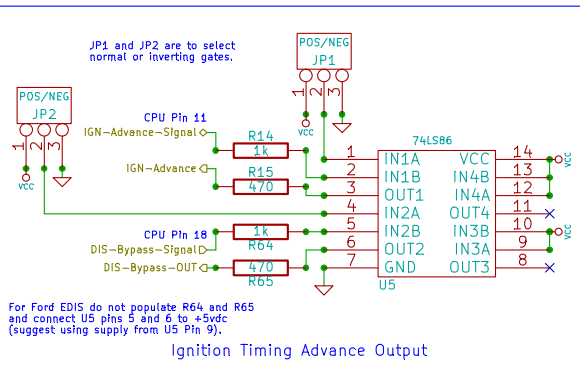 JP1 and JP2 are to select
normal or inverting gates.
POS/NEG
JP1
1 2 3
VCC
POS/NEG
JP2
1 2 3
VCC
CPU Pin 11
IGN-Advance-Signal
R14
1k
IGN-Advance
R15
470
CPU Pin 18
DIS-Bypass-Signal
1k
R64
DIS-Bypass-OUT
470
R65
74LS86
1 IN1A VCC 14
2 IN1B IN4B 13
3 OUT1 IN4A 12
4 IN2A OUT4 11
5 IN2B IN3B 10
6 OUT2 IN3A 9
7 GND OUT3 8
U5
VCC
VCC
For Ford EDIS do not populate R64 and R65
and connect U5 pins 5 and 6 to +5vdc
(suggest using supply from U5 Pin 9).
Ignition Timing Advance Output